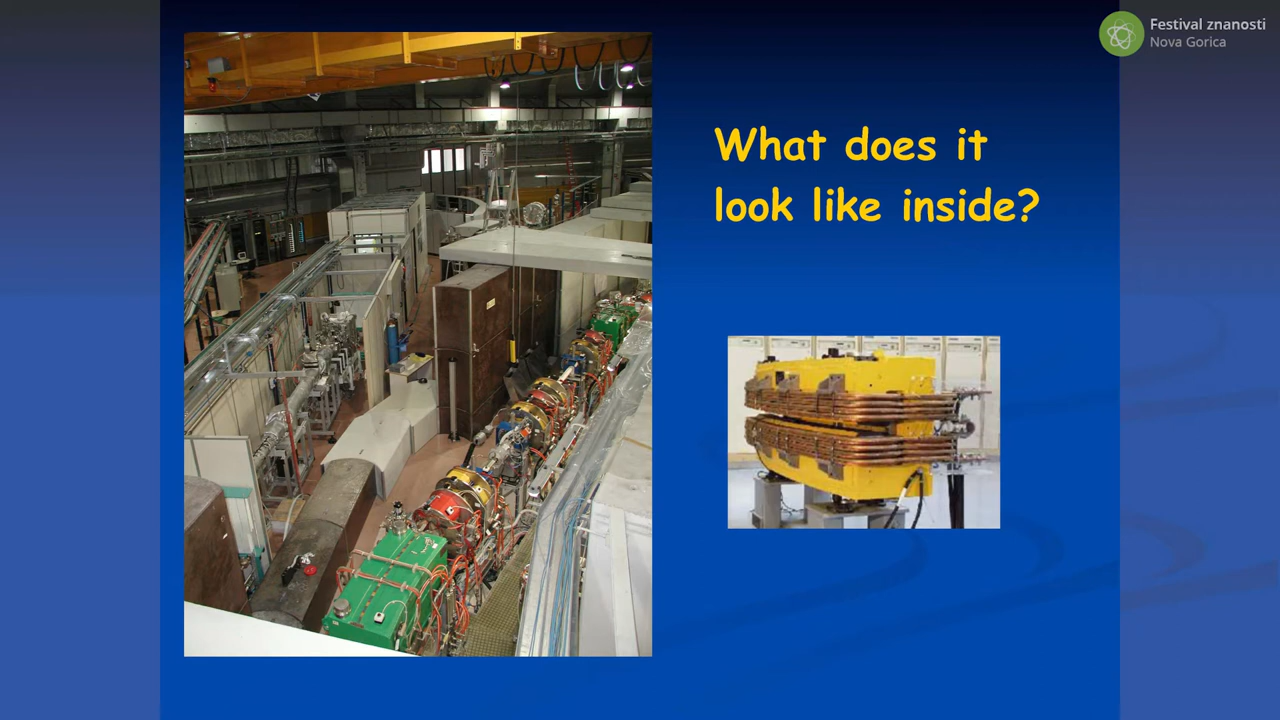 Festival znanosti
Nova Gorica
What does it
look like inside?